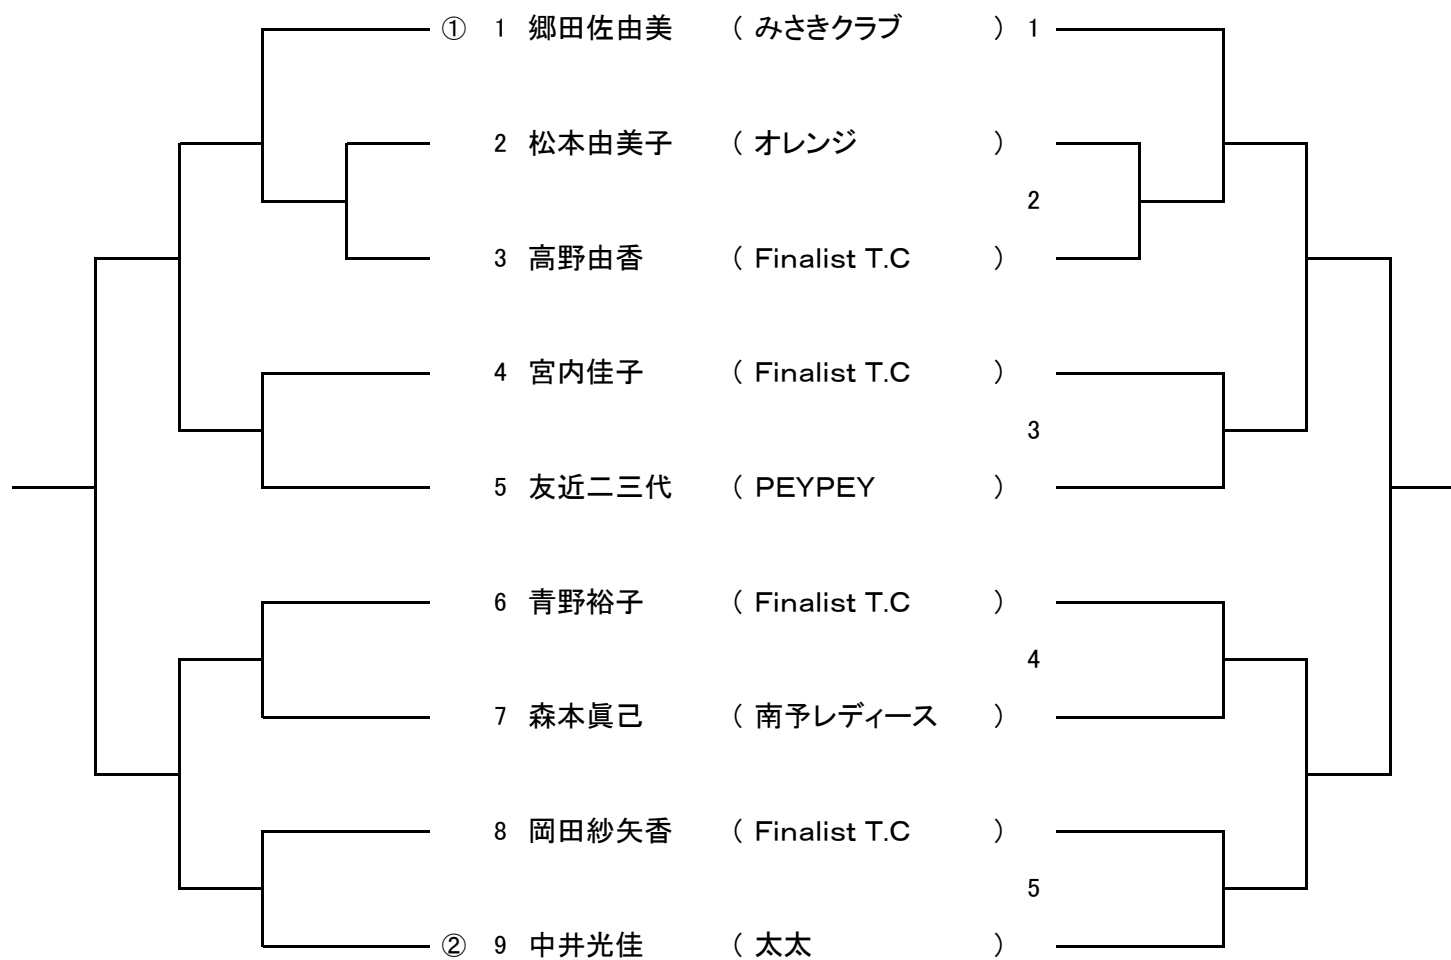 ① 1 郷田佐由美 ( みさきクラブ ) 1
2 松本由美子 ( オレンジ )
2
3 高野由香 ( Finalist T.C )
4 宮内佳子 ( Finalist T.C )
3
5 友近二三代 ( PEYPEY )
6 青野裕子 ( Finalist T.C )
4
7 森本眞己 ( 南予レディース )
8 岡田紗矢香 ( Finalist T.C )
5
② 9 中井光佳 ( 太太 )